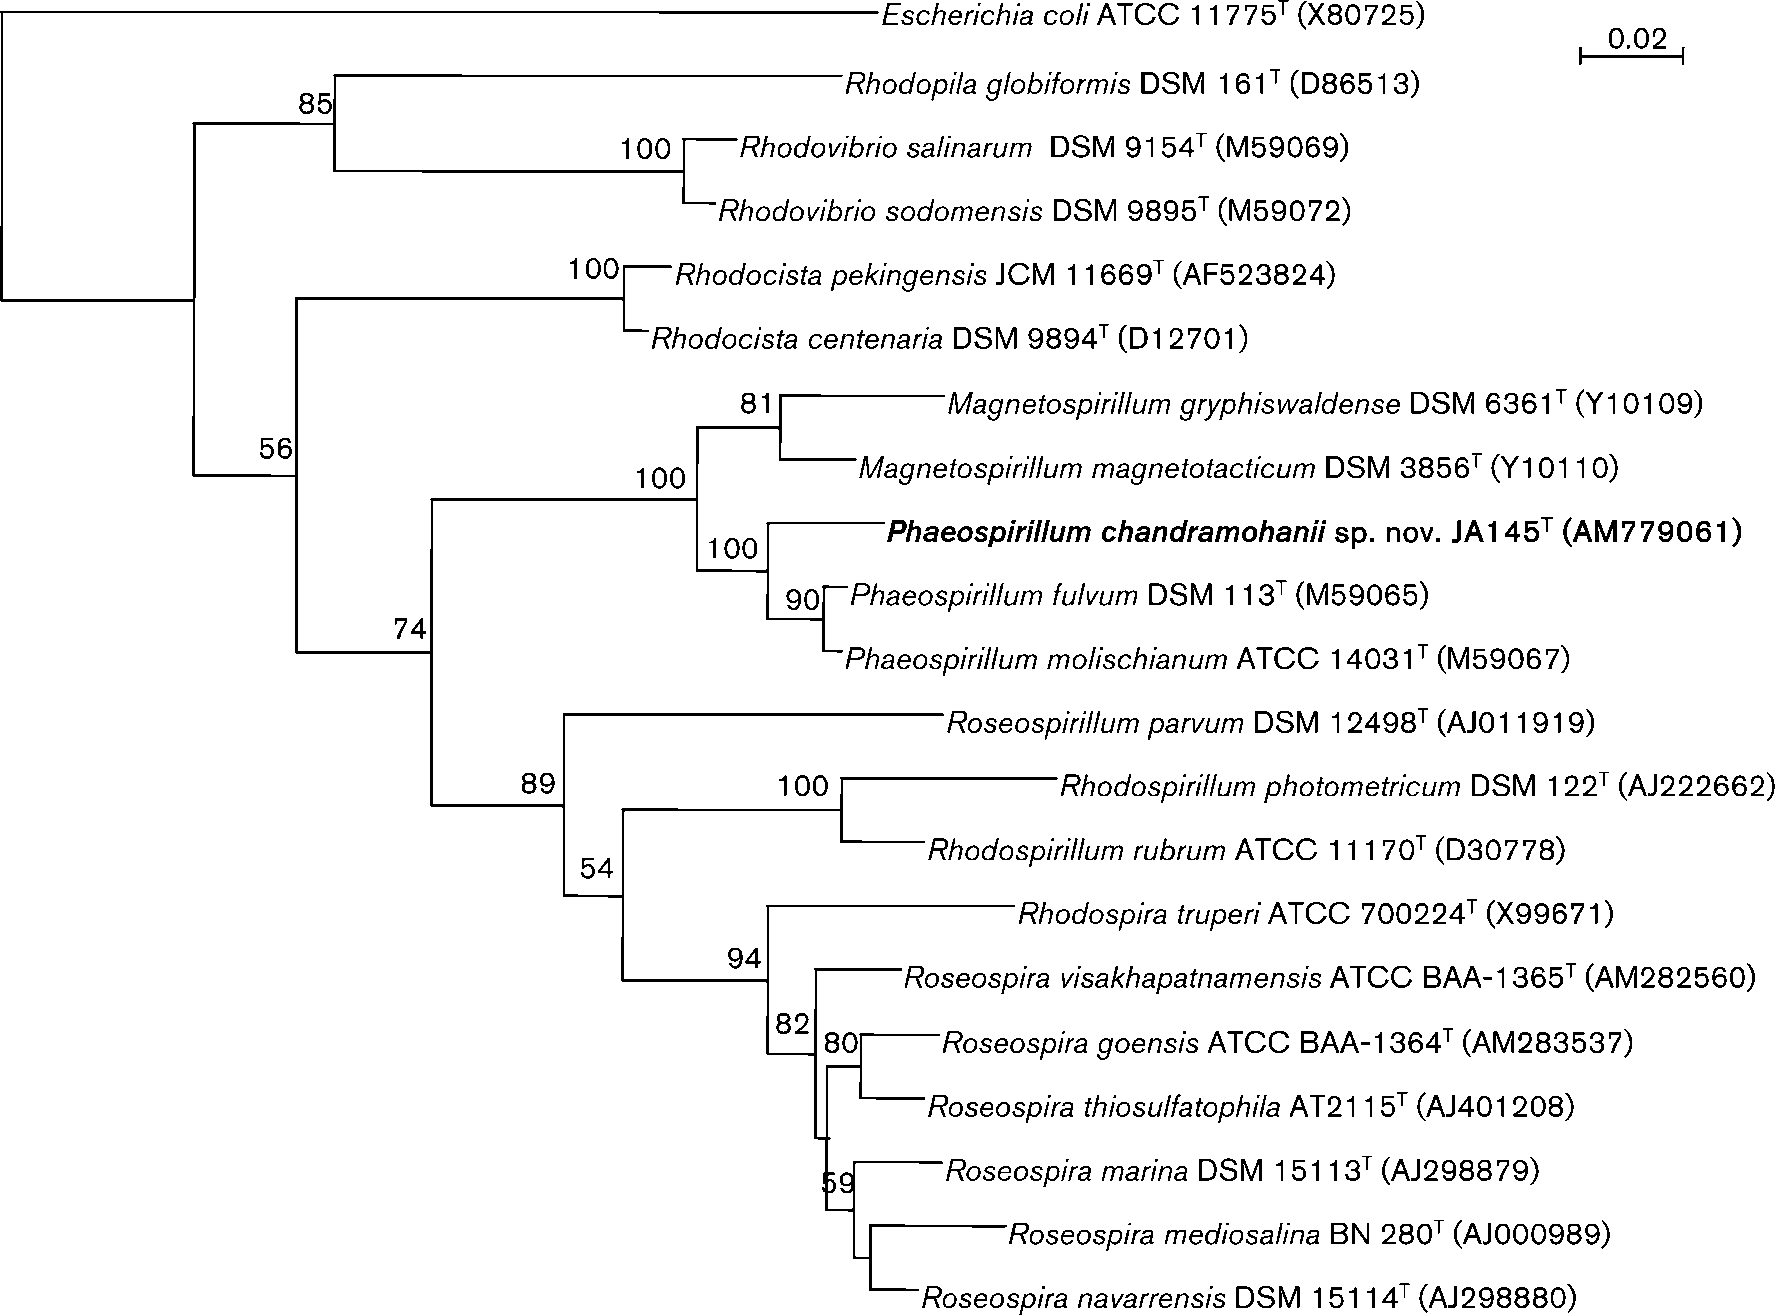 Escherichia coli ATCC 11775ᵀ (X80725)
0.02
Rhodopila globiformis DSM 161ᵀ (D86513)
85
100
Rhodovibrio salinarum DSM 9154ᵀ (M59069)
Rhodovibrio sodomensis DSM 9895ᵀ (M59072)
100
Rhodocista pekingensis JCM 11669ᵀ (AF523824)
Rhodocista centenaria DSM 9894ᵀ (D12701)
81
Magnetospirillum gryphiswaldense DSM 6361ᵀ (Y10109)
56
100
Magnetospirillum magnetotacticum DSM 3856ᵀ (Y10110)
Phaeospirillum chandramohanii sp. nov. JA145ᵀ (AM779061)
100
90
Phaeospirillum fulvum DSM 113ᵀ (M59065)
74
Phaeospirillum molischianum ATCC 14031ᵀ (M59067)
Roseospirillum parvum DSM 12498ᵀ (AJ011919)
89
100
Rhodospirillum photometricum DSM 122ᵀ (AJ222662)
Rhodospirillum rubrum ATCC 11170ᵀ (D30778)
54
Rhodospira truperi ATCC 700224ᵀ (X99671)
94
Roseospira visakhapatnamensis ATCC BAA-1365ᵀ (AM282560)
82
80
Roseospira goensis ATCC BAA-1364ᵀ (AM283537)
Roseospira thiosulfatophila AT2115ᵀ (AJ401208)
59
Roseospira marina DSM 15113ᵀ (AJ298879)
Roseospira mediosalina BN 280ᵀ (AJ000989)
Roseospira navarrensis DSM 15114ᵀ (AJ298880)